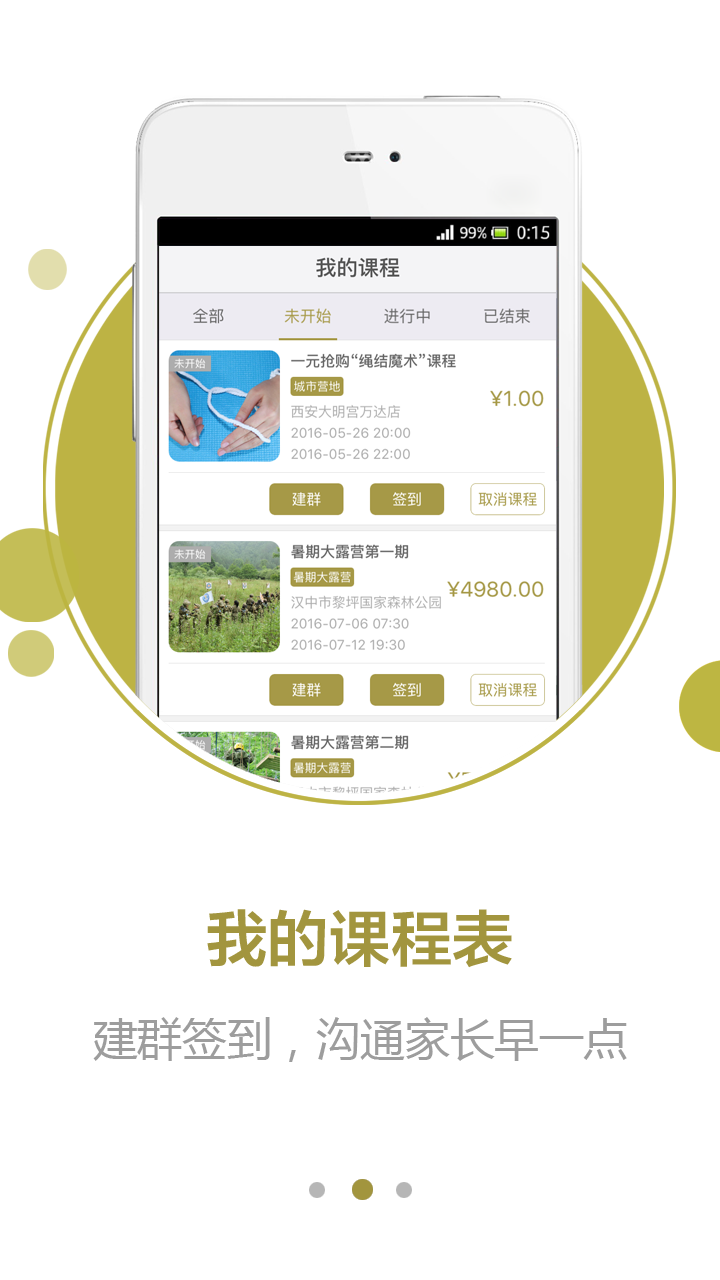 99% 0:15
我的课程
全部 未开始 进行中 已结束
未开始
一元抢购“绳结魔术”课程
城市营地
¥1.00
西安大明宫万达店
2016-05-26 20:00
2016-05-26 22:00
建群 签到 取消课程
未开始
暑期大露营第一期
暑期大露营
¥4980.00
汉中市黎坪国家森林公园
2016-07-06 07:30
2016-07-12 19:30
建群 签到 取消课程
暑期大露营第二期
暑期大露营
我的课程表
建群签到，沟通家长早一点